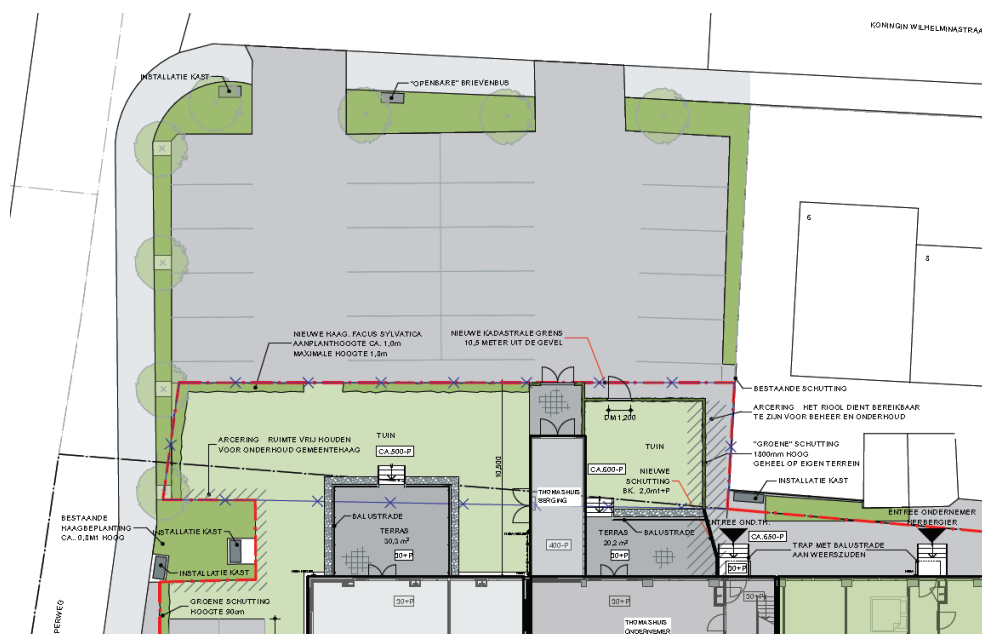 KONINGIN WILHELMINASTRAA
INSTALLATIE KAST
"OPENBARE" BRIEVENBUS
6
8
NIEUWE HAAG. FAGUS SYLVATICA
AANPLANTHOOGTE CA. 1,0m
MAXIMALE HOOGTE 1,8m
NIEUWE KADASTRALE GRENS
10,5 METER UIT DE GEVEL
BESTAANDE SCHUTTING
DM 1,200
ARCERING HET RIOOL DIENT BEREIKBAAR
TE ZIJN VOOR BEHEER EN ONDERHOUD
ARCERING RUIMTE VRIJ HOUDEN
VOOR ONDERHOUD GEMEENTEHAAG
TUIN
CA.500-P
10,500
TUIN
"GROENE" SCHUTTING
1800mm HOOG
GEHEEL OP EIGEN TERREIN
CA.600-P
NIEUWE
SCHUTTING
BK. 2,0m1+P
INSTALLATIE KAST
THOMASHUIS
BERGING
BESTAANDE
HAAGBEPLANTING
CA.. 0,8M1 HOOG
INSTALLATIE KAST
BALUSTRADE
TERRAS
30,3 m²
30+P
400-P
TERRAS
20,2 m²
30+P
BALUSTRADE
ENTREE OND.TH.
CA.650-P
ENTREE ONDERNEMER
HERBERGIER
TRAP MET BALUSTRADE
AAN WEERSZIJDEN
30+P
INSTALLATIE KAST
GROENE SCHUTTING
HOOGTE 90cm
30+P
30+P
30+P
THOMASHUIS
ONDERNEMER
PERWEG